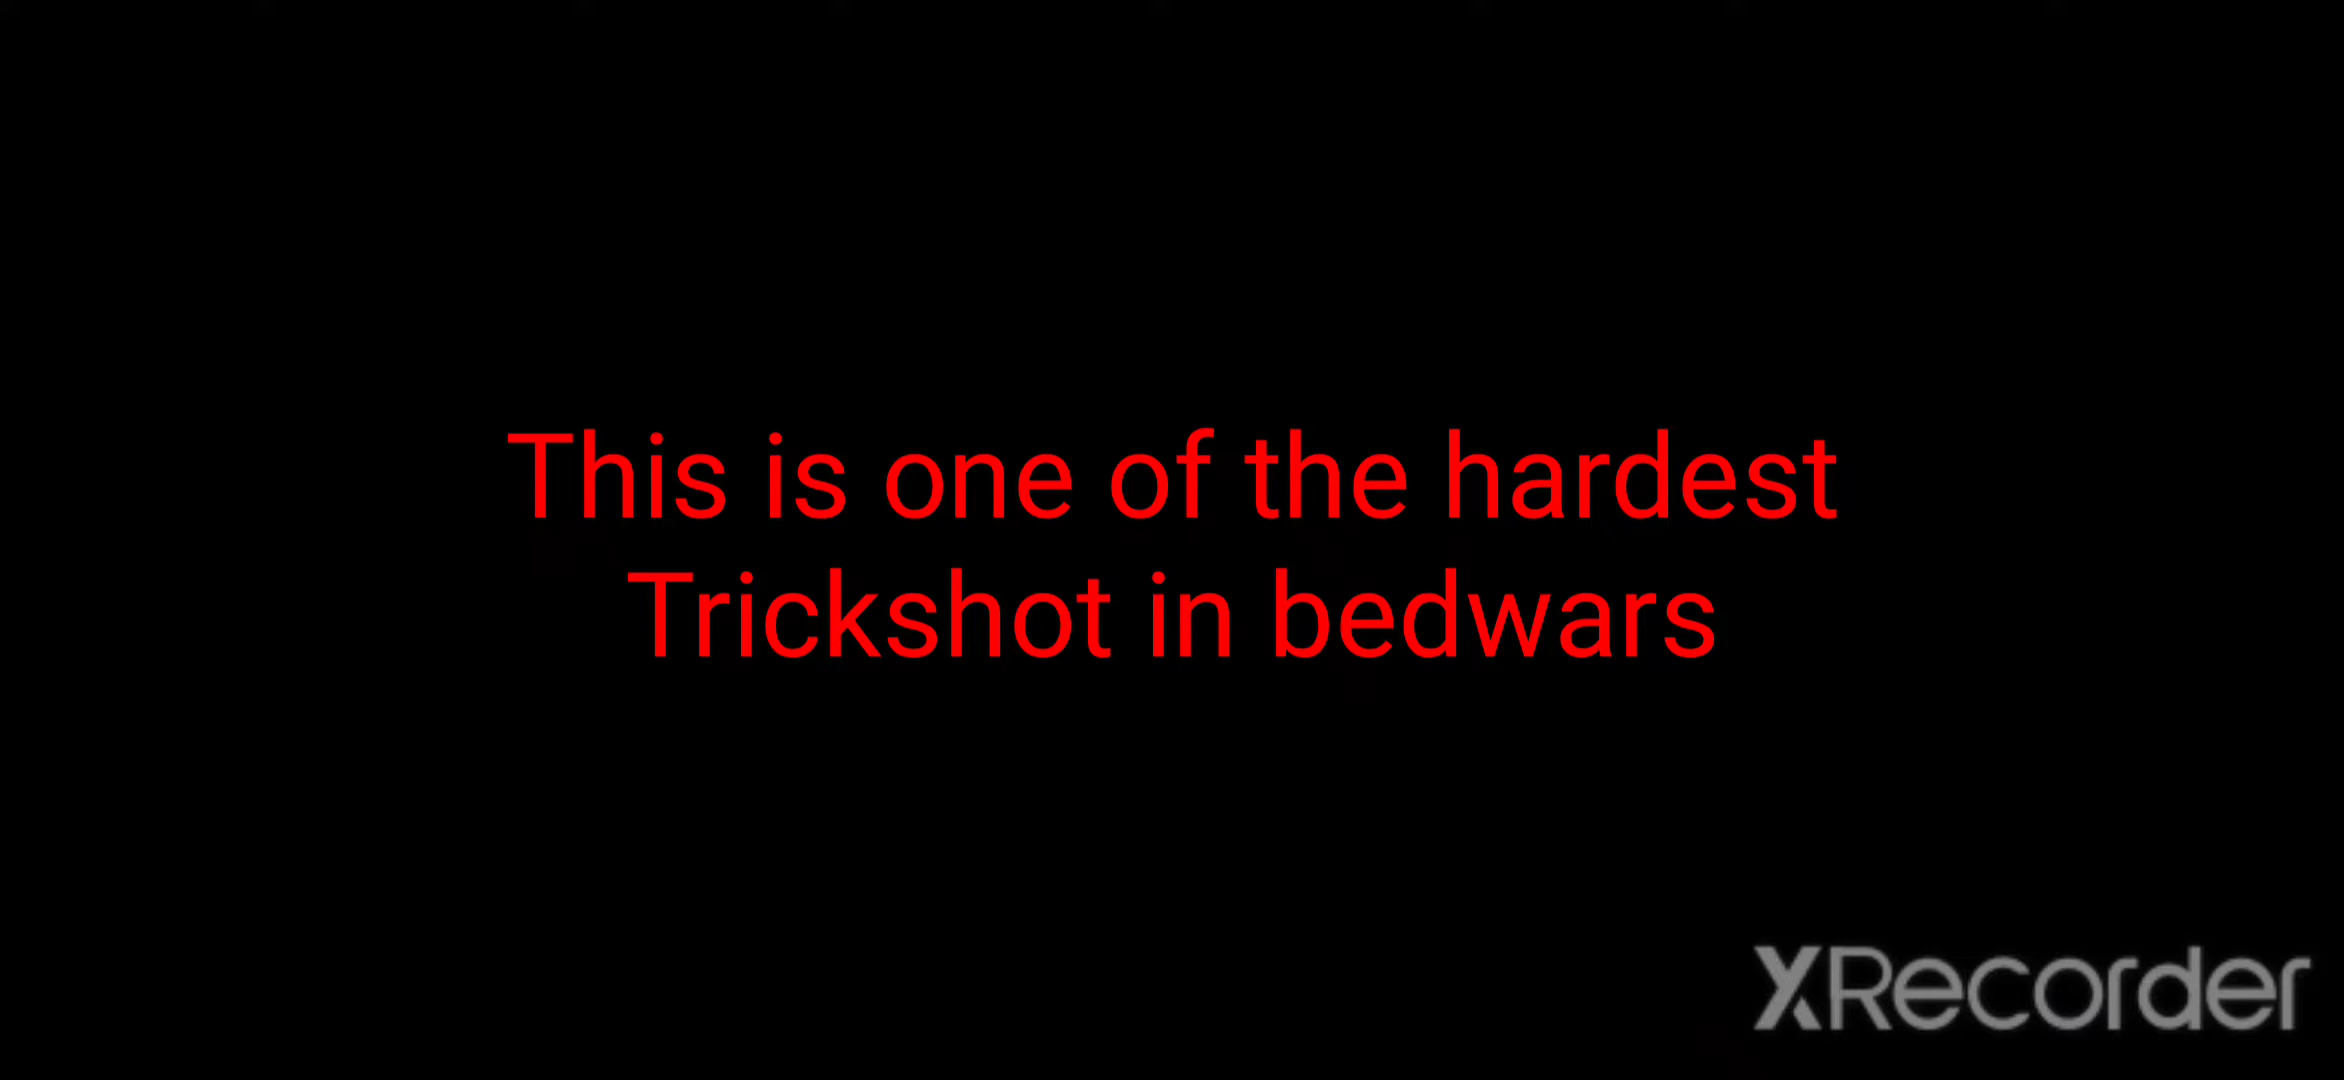 This is one of the hardest
Trickshot in bedwars
XRecorder